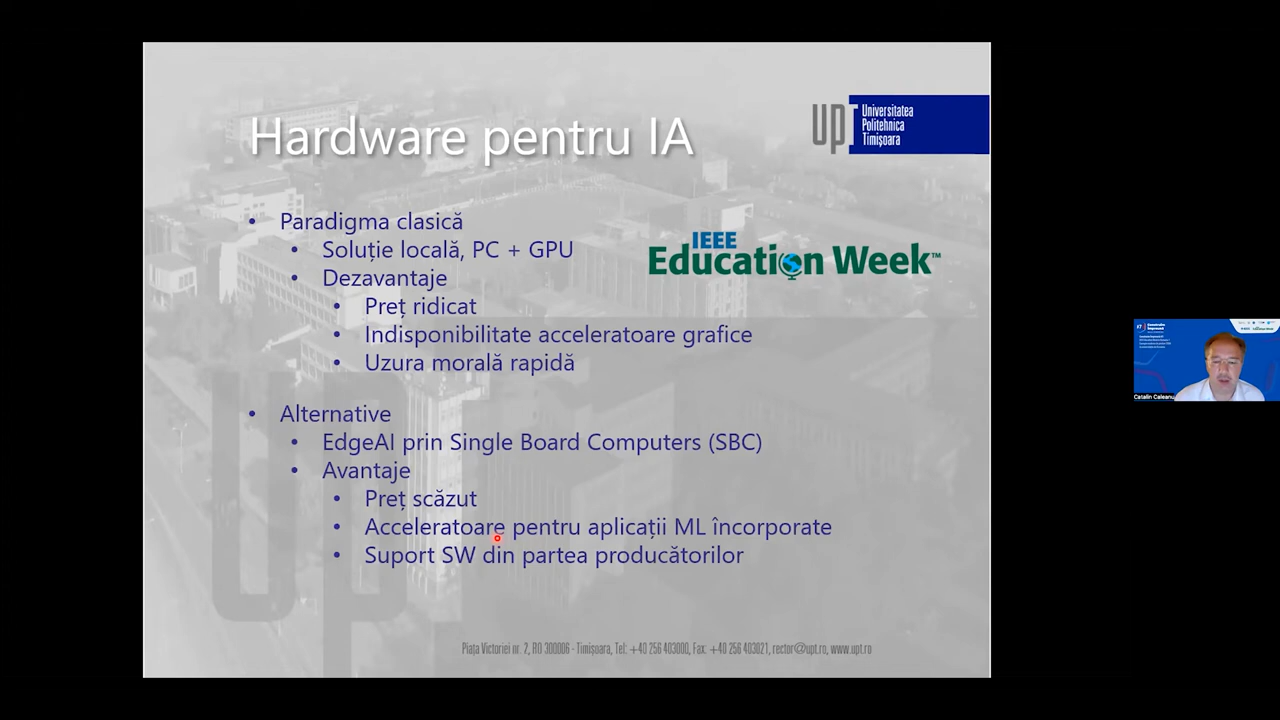 Hardware pentru IA
upt Universitatea
Politehnica
Timișoara
• Paradigma clasică
• Soluție locală, PC + GPU
• Dezavantaje
• Preț ridicat
• Indisponibilitate acceleratoare grafice
• Uzura morală rapidă
IEEE
Education Week™
• Alternative
• EdgeAI prin Single Board Computers (SBC)
• Avantaje
• Preț scăzut
• Acceleratoare pentru aplicații ML încorporate
• Suport SW din partea producătorilor
Piața Victoriei nr. 2, RO 300006 - Timișoara, Tel: +40 256 403000, Fax: +40 256 403021, rector@upt.ro, www.upt.ro
Catalin Caleanu